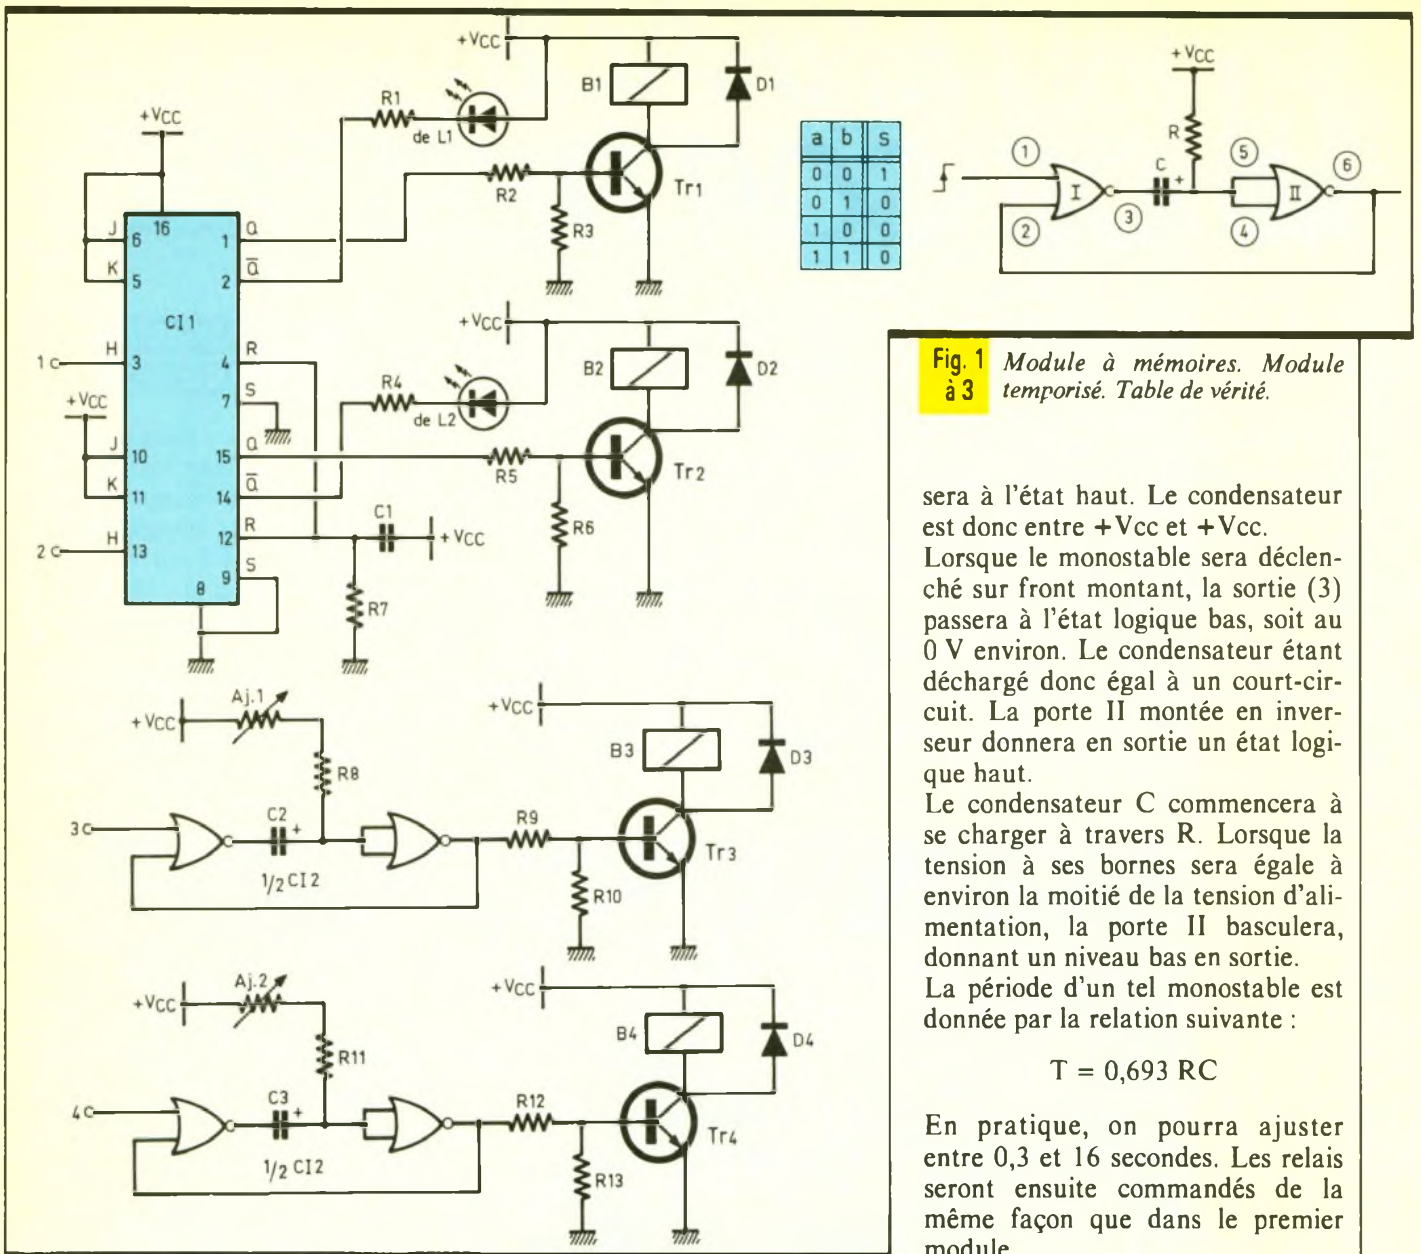 +VCC
B1
D1
R1
de L1
R2
Tr1
R3
+VCC
16
J
6
K
5
1
Q
2
Q̅
CI1
1
H
3
4
R
7
S
+VCC
J
10
K
11
15
Q
14
Q̅
12
R
2
H
13
9
S
8
+VCC
B2
D2
R4
de L2
R5
Tr2
R6
C1
+VCC
R7
a b S
0 0 1
0 1 0
1 0 0
1 1 0
+VCC
R
1
2
I
3
C
+
5
4
II
6
+VCC
Aj.1
R8
3
C2
+
1/2 CI2
R9
R10
+VCC
B3
D3
Tr3
+VCC
Aj.2
R11
4
C3
+
1/2 CI2
R12
R13
+VCC
B4
D4
Tr4
Fig. 1
à 3
Module à mémoires. Module
temporisé. Table de vérité.
sera à l'état haut. Le condensateur
est donc entre +Vcc et +Vcc.
Lorsque le monostable sera déclen-
ché sur front montant, la sortie (3)
passera à l'état logique bas, soit au
0 V environ. Le condensateur étant
déchargé donc égal à un court-cir-
cuit. La porte II montée en inver-
seur donnera en sortie un état logi-
que haut.
Le condensateur C commencera à
se charger à travers R. Lorsque la
tension à ses bornes sera égale à
environ la moitié de la tension d'ali-
mentation, la porte II basculera,
donnant un niveau bas en sortie.
La période d'un tel monostable est
donnée par la relation suivante :
T = 0,693 RC
En pratique, on pourra ajuster
entre 0,3 et 16 secondes. Les relais
seront ensuite commandés de la
même façon que dans le premier
module.